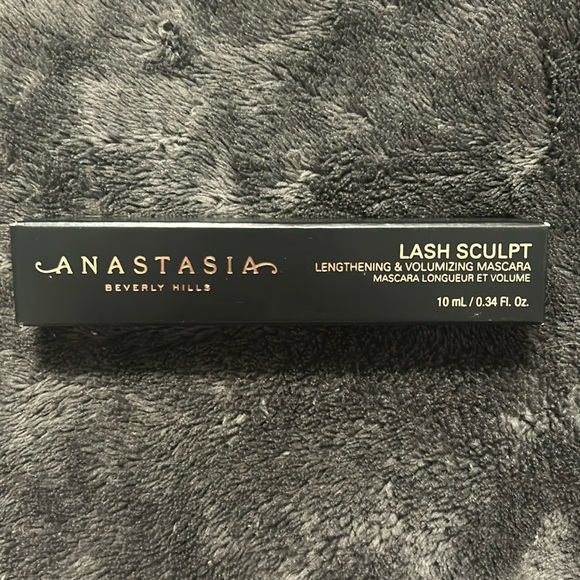 ANASTASIA
BEVERLY HILLS
LASH SCULPT
LENGTHENING & VOLUMIZING MASCARA
MASCARA LONGUEUR ET VOLUME
10 mL / 0.34 Fl. Oz.